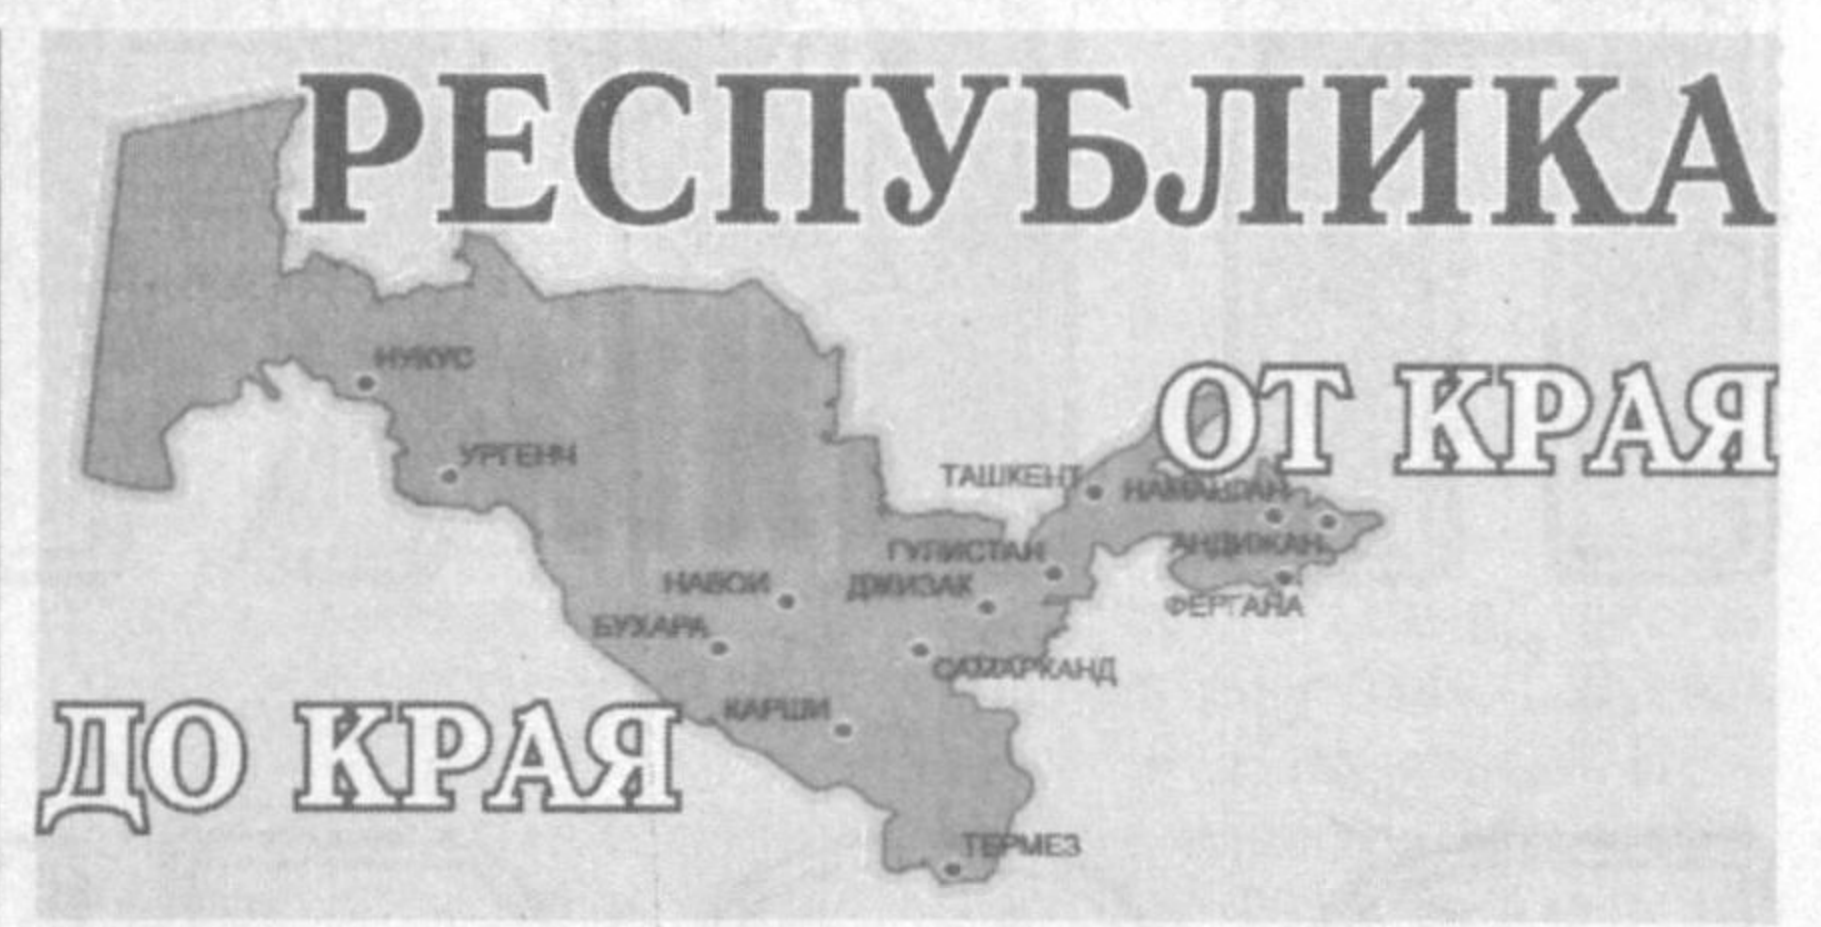 РЕСПУБЛИКА
ОТ КРАЯ
ДО КРАЯ
НУКУС
УРГЕНЧ
ТАШКЕНТ
НАМАНГАН
АНДИЖАН
ФЕРГАНА
ГУЛИСТАН
НАВОИ
ДЖИЗАК
БУХАРА
САМАРКАНД
КАРШИ
ТЕРМЕЗ